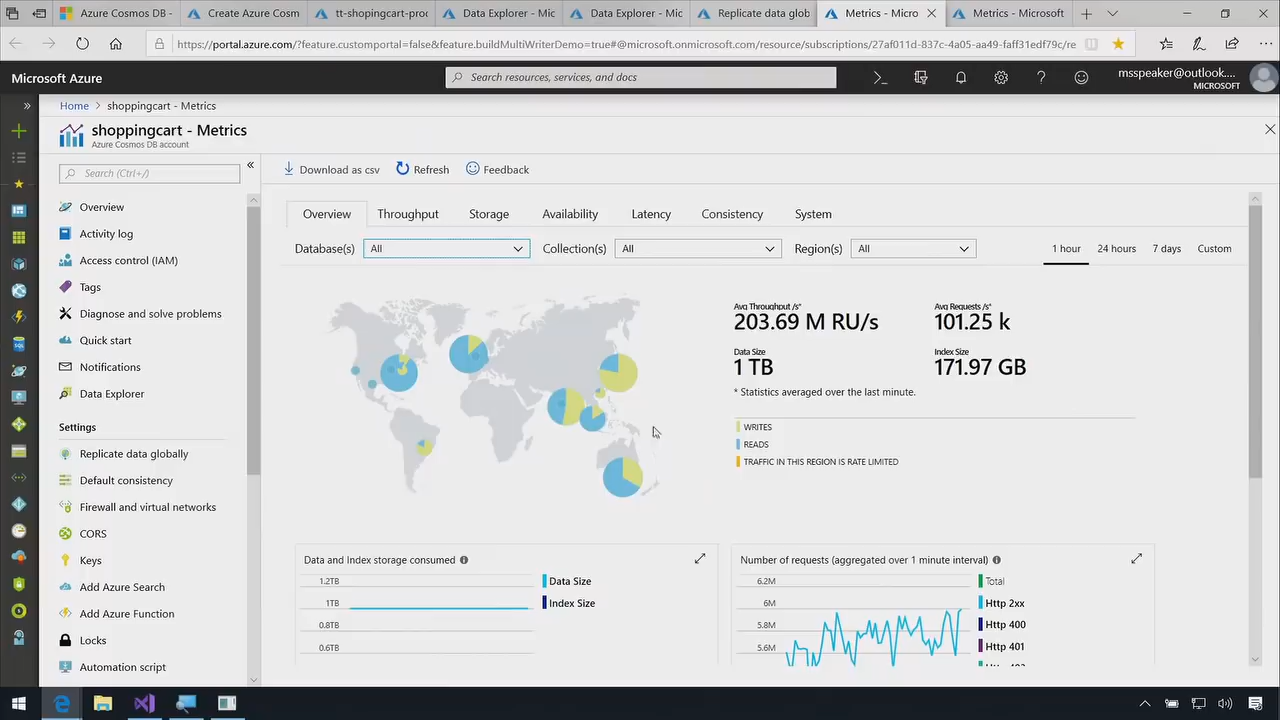 Azure Cosmos DB -
Create Azure Cosm
tt-shopingcart-pro
Data Explorer - Mic
Data Explorer - Mic
Replicate data glob
Metrics - Micro
Metrics - Microsoft
https://portal.azure.com/?feature.customportal=false&feature.buildMultiWriterDemo=true#@microsoft.onmicrosoft.com/resource/subscriptions/27af011d-837c-4a05-aa49-faff31edf79c/re
Microsoft Azure
Search resources, services, and docs
msspeaker@outlook....
MICROSOFT
Home > shoppingcart - Metrics
shoppingcart - Metrics
Azure Cosmos DB account
Search (Ctrl+/)
Overview
Activity log
Access control (IAM)
Tags
Diagnose and solve problems
Quick start
Notifications
Data Explorer
Settings
Replicate data globally
Default consistency
Firewall and virtual networks
CORS
Keys
Add Azure Search
Add Azure Function
Locks
Automation script
Download as csv Refresh Feedback
Overview Throughput Storage Availability Latency Consistency System
Database(s) All Collection(s) All Region(s) All 1 hour 24 hours 7 days Custom
Avg Throughput /s*
203.69 M RU/s
Avg Requests /s*
101.25 k
Data Size
1 TB
Index Size
171.97 GB
* Statistics averaged over the last minute.
WRITES
READS
TRAFFIC IN THIS REGION IS RATE LIMITED
Data and Index storage consumed
1.2TB
1TB
0.8TB
0.6TB
Data Size
Index Size
Number of requests (aggregated over 1 minute interval)
6.2M
6M
5.8M
5.6M
Total
Http 2xx
Http 400
Http 401